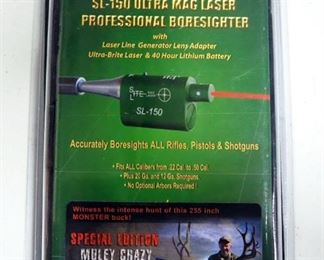 SL-150 ULTRA MAG LASER
PROFESSIONAL BORESIGHTER
with
Laser Line Generator Lens Adapter
Ultra-Brite Laser & 40 Hour Lithium Battery
SITE
SL-150
Accurately Boresights ALL Rifles, Pistols & Shotguns
• Fits ALL Calibers from .22 Cal. to .50 Cal.
• Plus 20 Ga. and 12 Ga. Shotguns
• No Optional Arbors Required !
Witness the intense hunt of this 255 inch
MONSTER buck!
SPECIAL EDITION
MULEY CRAZY